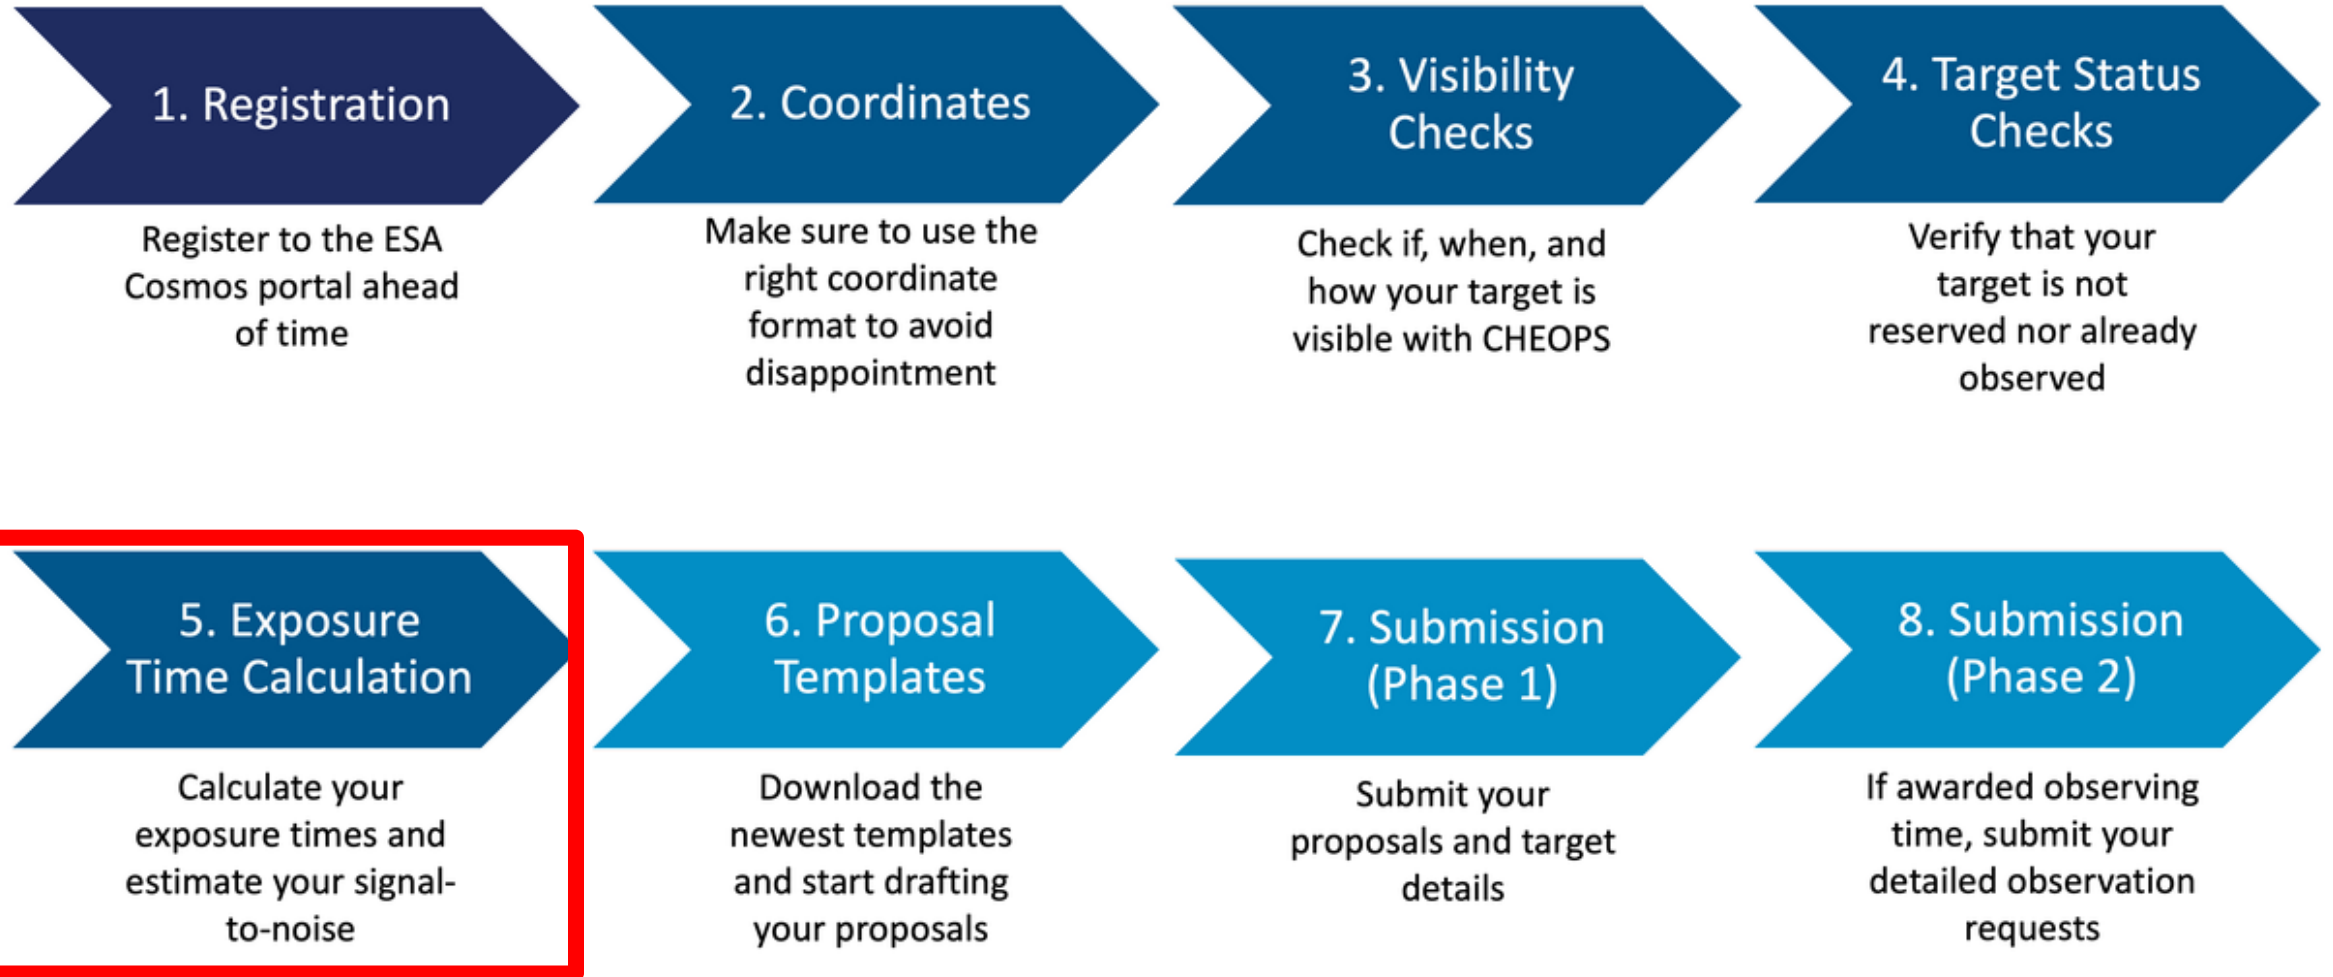 1. Registration
Register to the ESA
Cosmos portal ahead
of time
2. Coordinates
Make sure to use the
right coordinate
format to avoid
disappointment
3. Visibility
Checks
Check if, when, and
how your target is
visible with CHEOPS
4. Target Status
Checks
Verify that your
target is not
reserved nor already
observed
5. Exposure
Time Calculation
Calculate your
exposure times and
estimate your signal-
to-noise
6. Proposal
Templates
Download the
newest templates
and start drafting
your proposals
7. Submission
(Phase 1)
Submit your
proposals and target
details
8. Submission
(Phase 2)
If awarded observing
time, submit your
detailed observation
requests